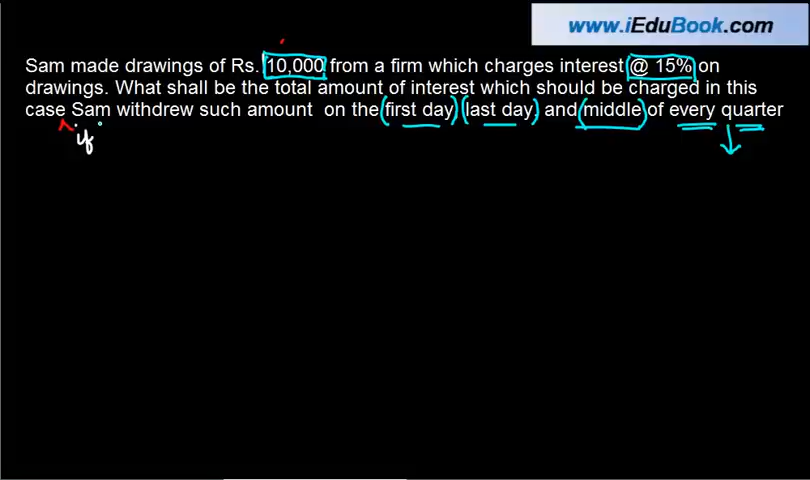 www.iEduBook.com
Sam made drawings of Rs. 10,000 from a firm which charges interest @ 15% on
drawings. What shall be the total amount of interest which should be charged in this
case Sam withdrew such amount on the first day, last day, and middle of every quarter
if